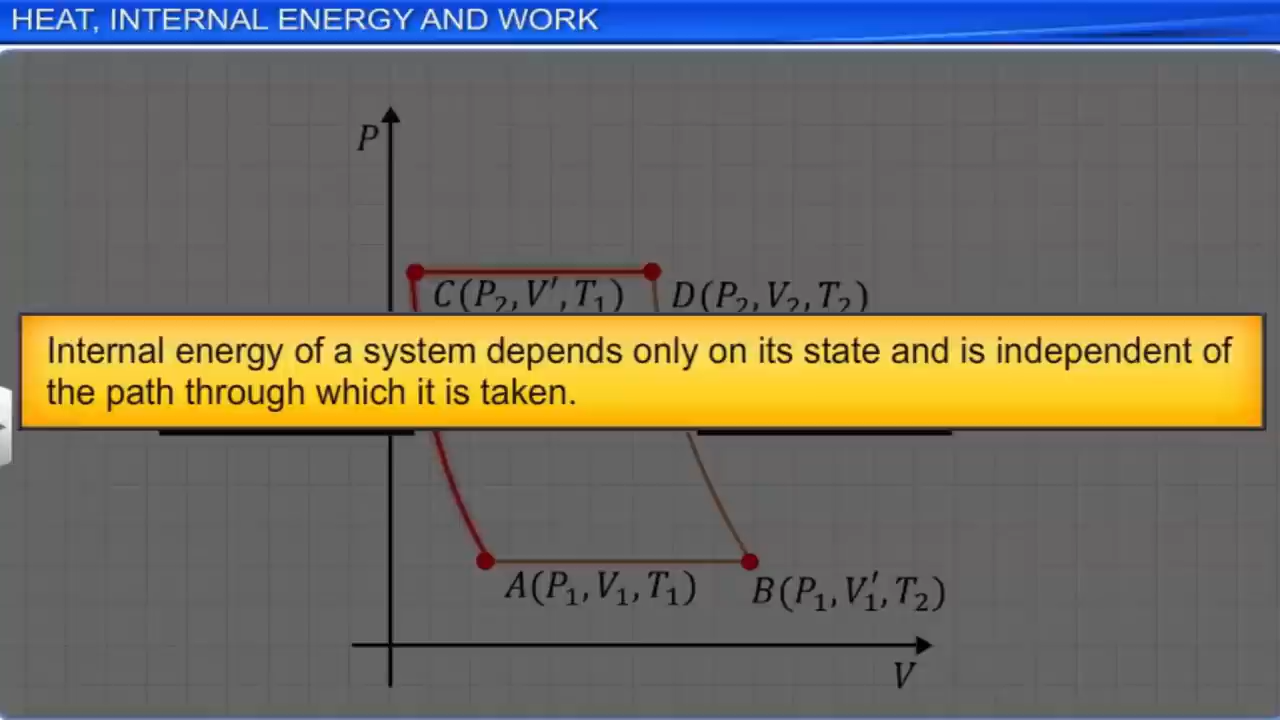 HEAT, INTERNAL ENERGY AND WORK
P
C(P₂, V′, T₁) D(P₂, V₂, T₂)
Internal energy of a system depends only on its state and is independent of
the path through which it is taken.
A(P₁, V₁, T₁) B(P₁, V₁′, T₂)
V